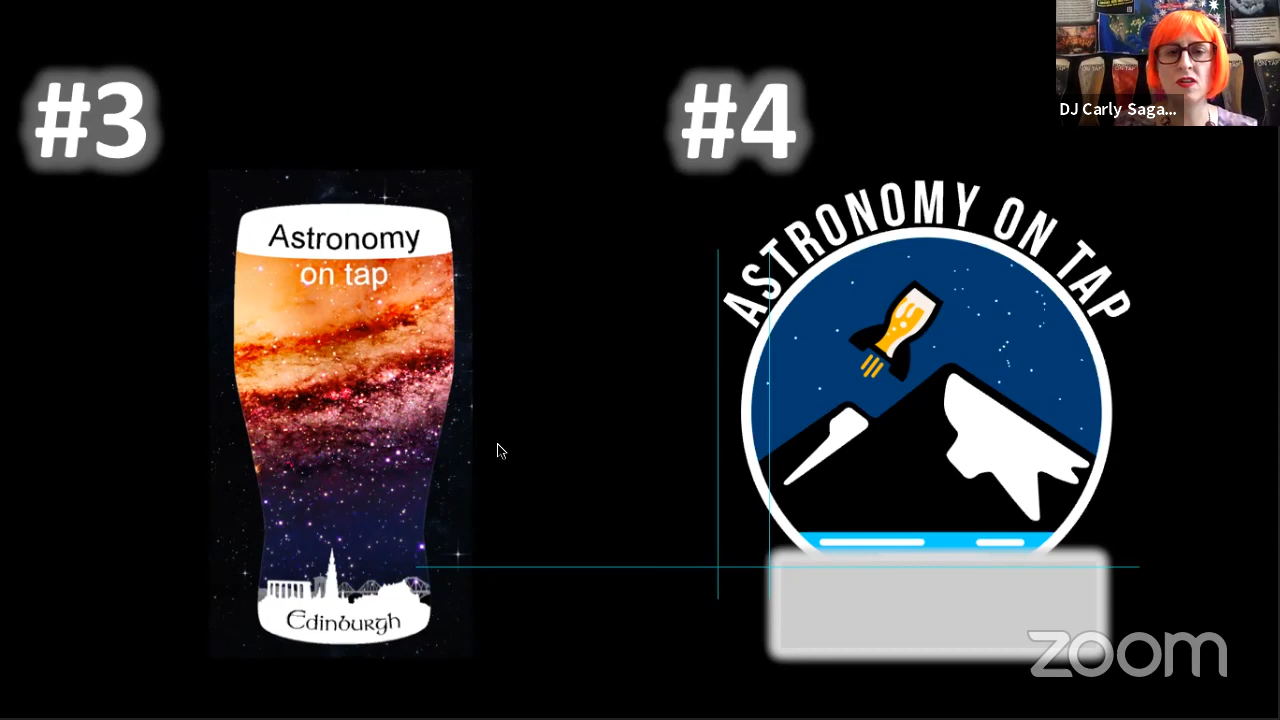 #3
#4
DJ Carly Saga...
Astronomy
on tap
Edinburgh
ASTRONOMY ON TAP
zoom